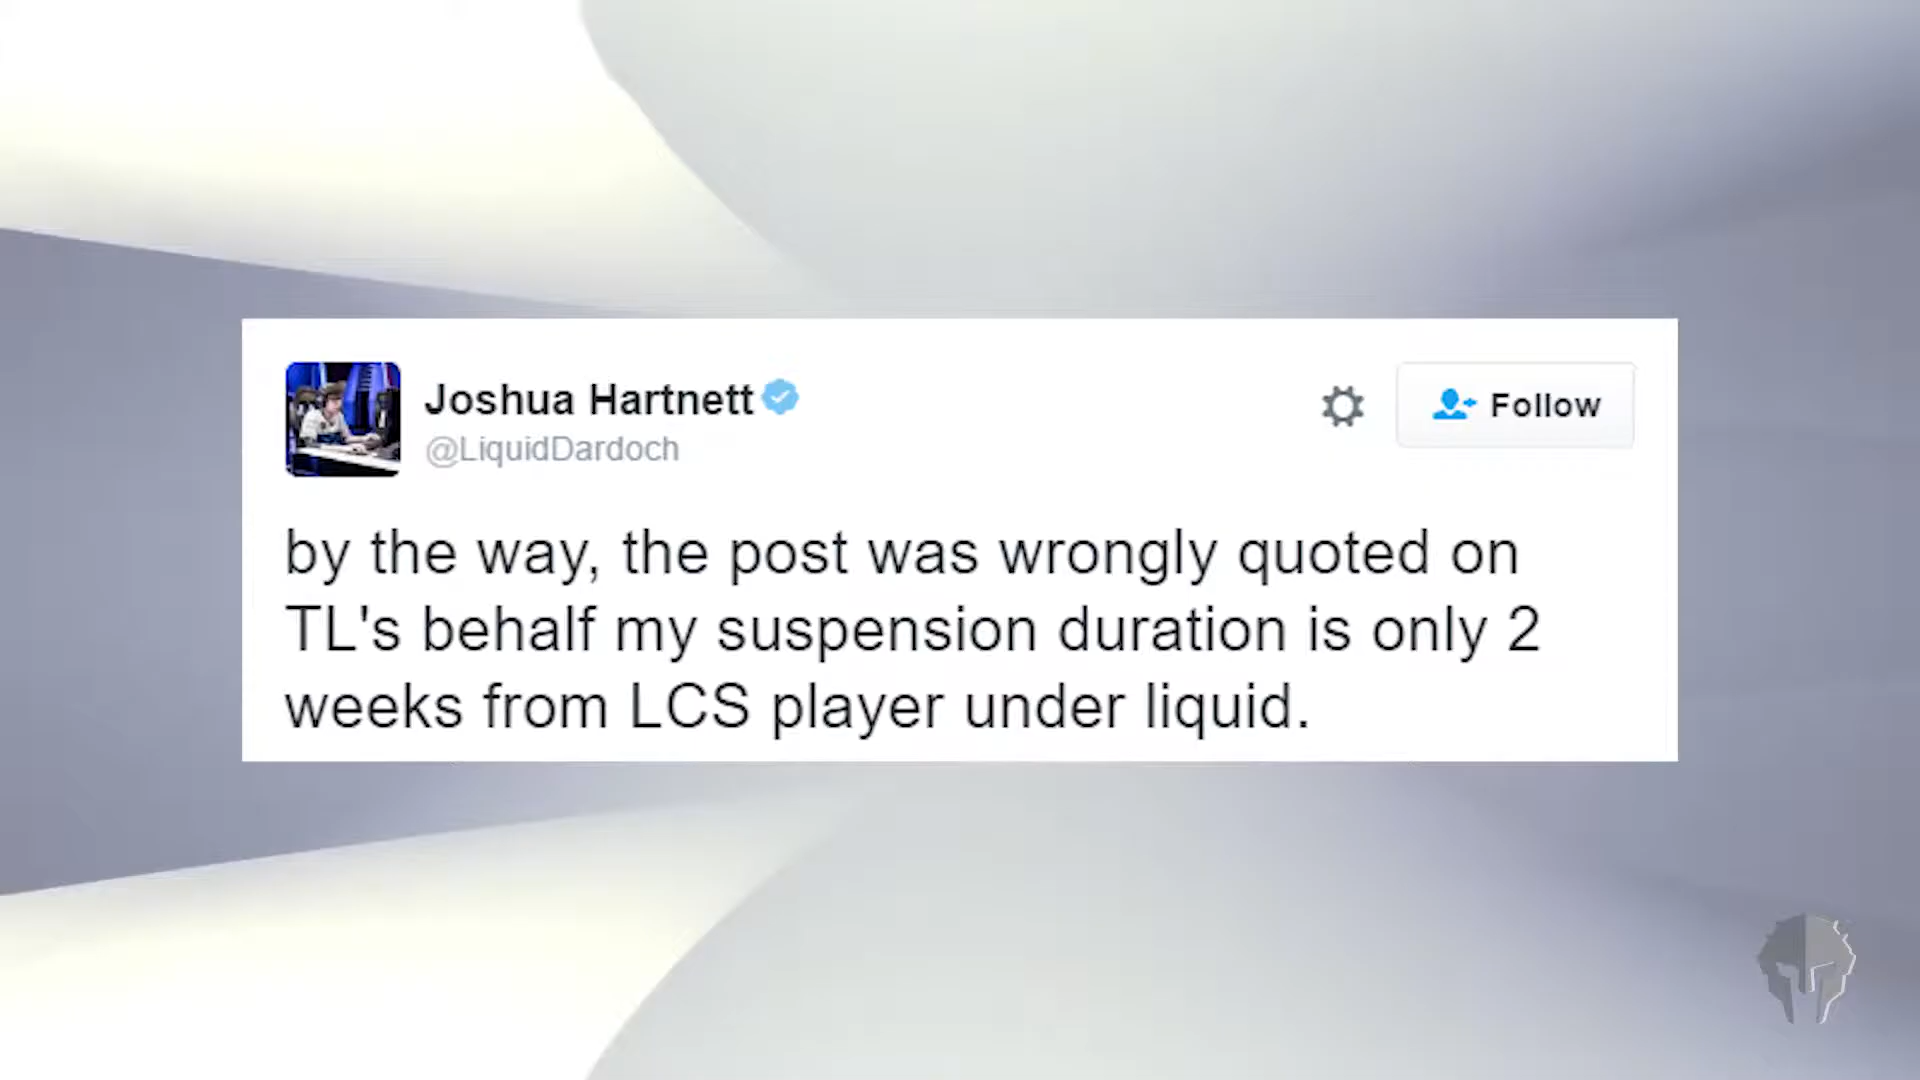 Joshua Hartnett
@LiquidDardoch
Follow
by the way, the post was wrongly quoted on
TL's behalf my suspension duration is only 2
weeks from LCS player under liquid.